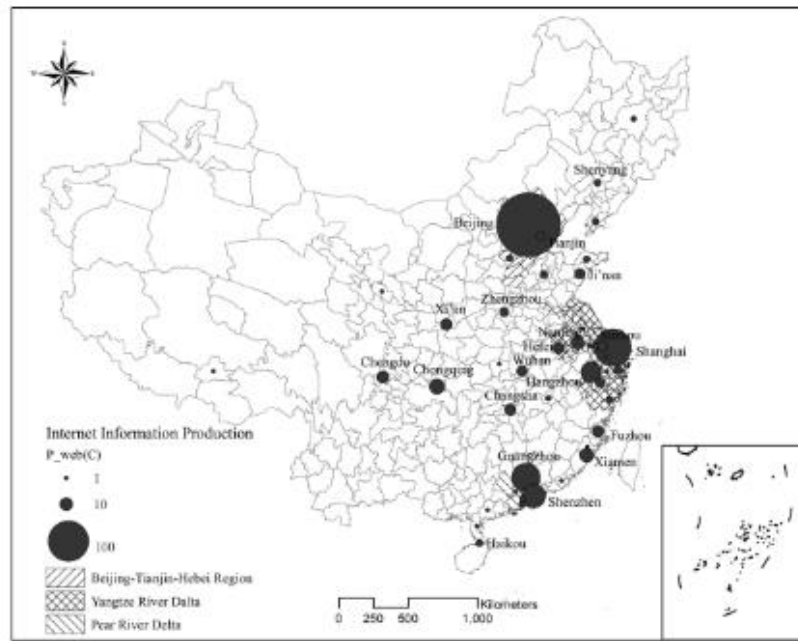 Shenyang
Beijing
Tianjin
Ji'nan
Zhengzhou
Xi'an
Hefei
Shanghai
Wuhan
Chengdu
Chongqing
Hangzhou
Changsha
Internet Information Production
P_web(C)
1
10
100
Fuzhou
Guangzhou
Xiamen
Shenzhen
Haikou
Beijing-Tianjin-Hebei Region
Yangtze River Dalta
Pear River Delta
0 250 500 1,000
Kilometers